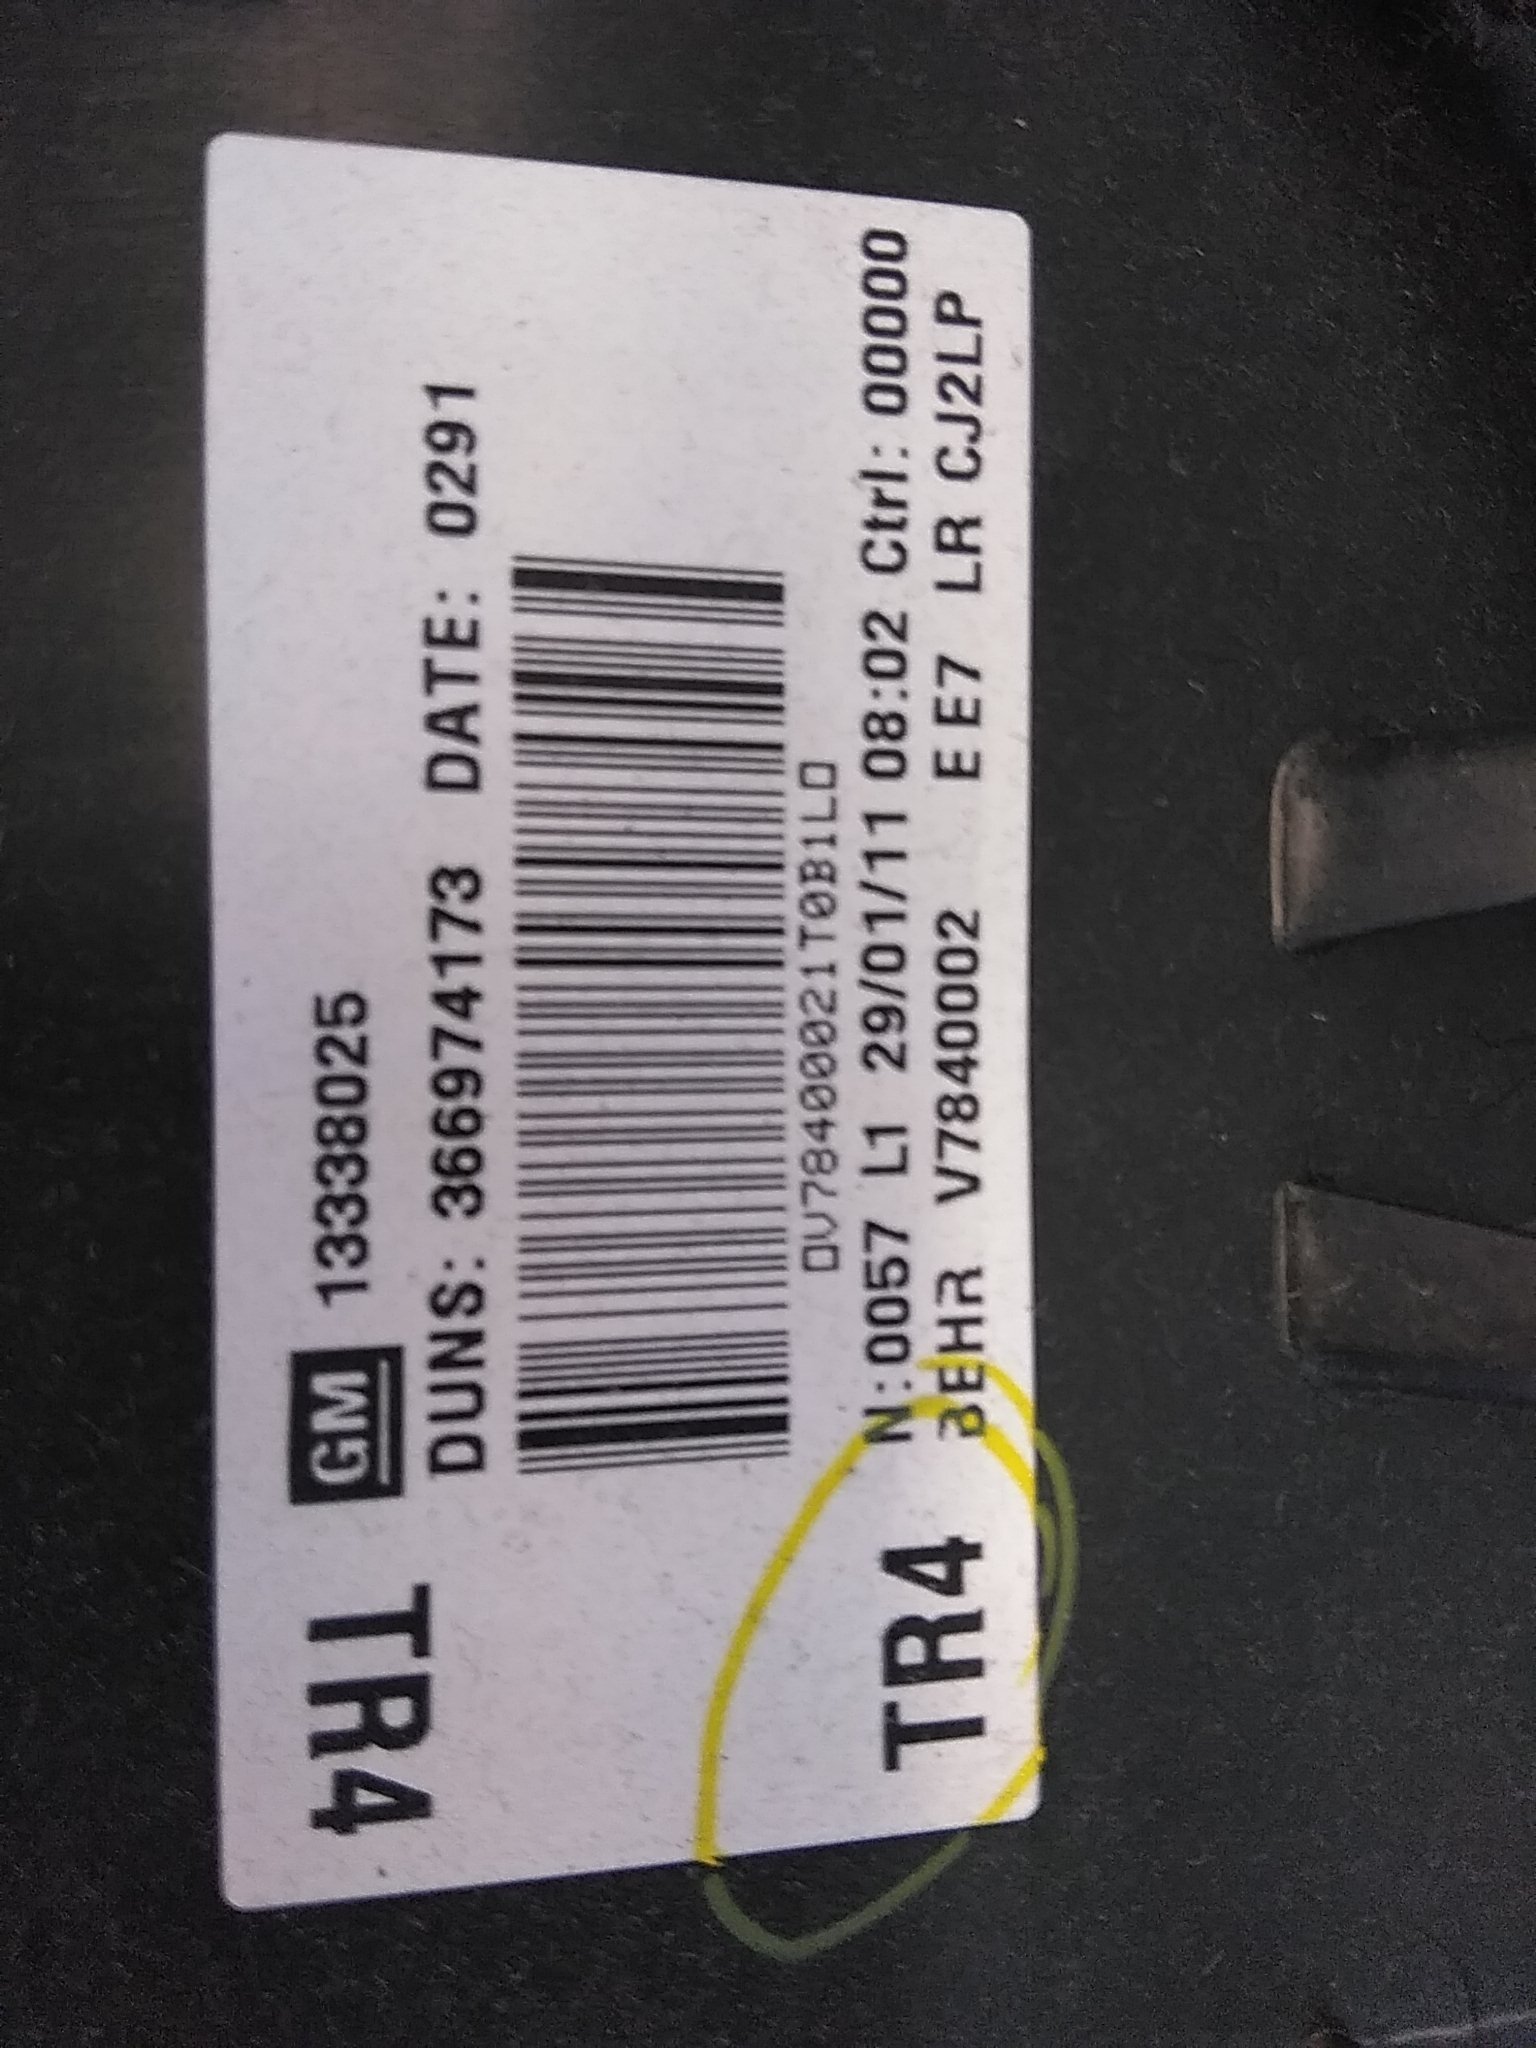 TR4 GM 13338025
DUNS: 366974173 DATE: 0291
V78400021T0B1L
N:0057 L1 29/01/11 08:02 Ctrl: 00000
TR4 BEHR V7840002 E E7 LR CJ2LP